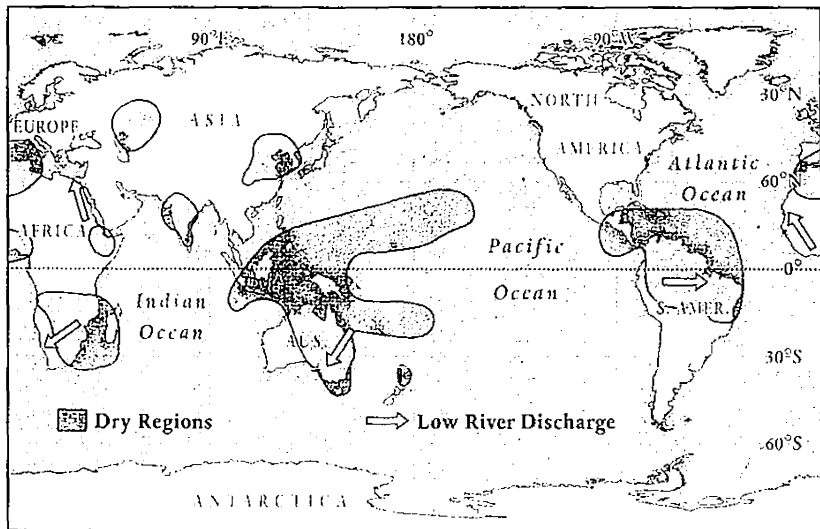 90°E 180° 90°W
NORTH
30°N
EUROPE ASIA
AMERICA Atlantic
Ocean
60°N
AFRICA
Pacific
0°
Indian Ocean
Ocean
S. AMER.
AUS.
30°S
Dry Regions Low River Discharge
60°S
ANTARCTICA